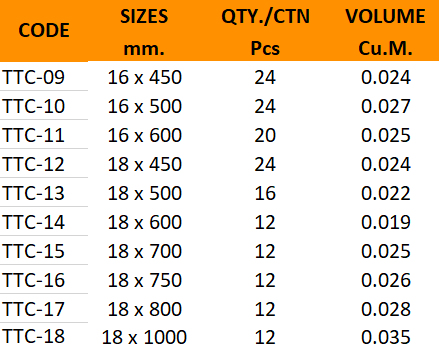 CODE SIZES mm. QTY./CTN Pcs VOLUME Cu.M.
TTC-09 16 x 450 24 0.024
TTC-10 16 x 500 24 0.027
TTC-11 16 x 600 20 0.025
TTC-12 18 x 450 24 0.024
TTC-13 18 x 500 16 0.022
TTC-14 18 x 600 12 0.019
TTC-15 18 x 700 12 0.025
TTC-16 18 x 750 12 0.026
TTC-17 18 x 800 12 0.028
TTC-18 18 x 1000 12 0.035